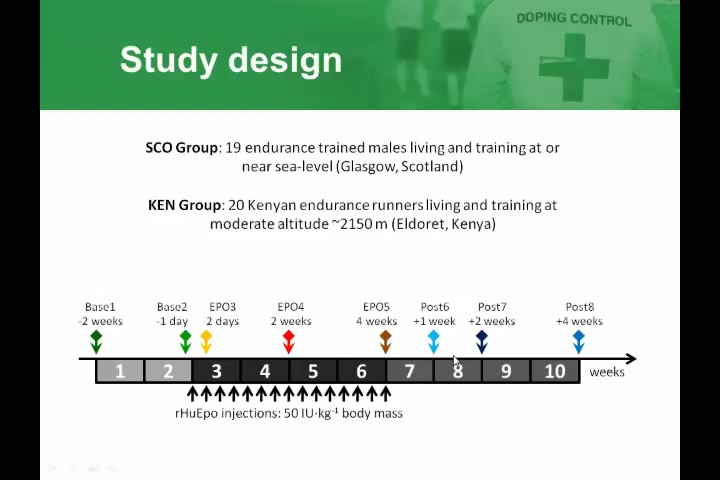 DOPING CONTROL
Study design
SCO Group: 19 endurance trained males living and training at or
near sea-level (Glasgow, Scotland)
KEN Group: 20 Kenyan endurance runners living and training at
moderate altitude ~2150 m (Eldoret, Kenya)
Base1 Base2 EPO3 EPO4 EPO5 Post6 Post7 Post8
-2 weeks -1 day 2 days 2 weeks 4 weeks +1 week +2 weeks +4 weeks
1 2 3 4 5 6 7 8 9 10 weeks
rHuEpo injections: 50 IU·kg⁻¹ body mass